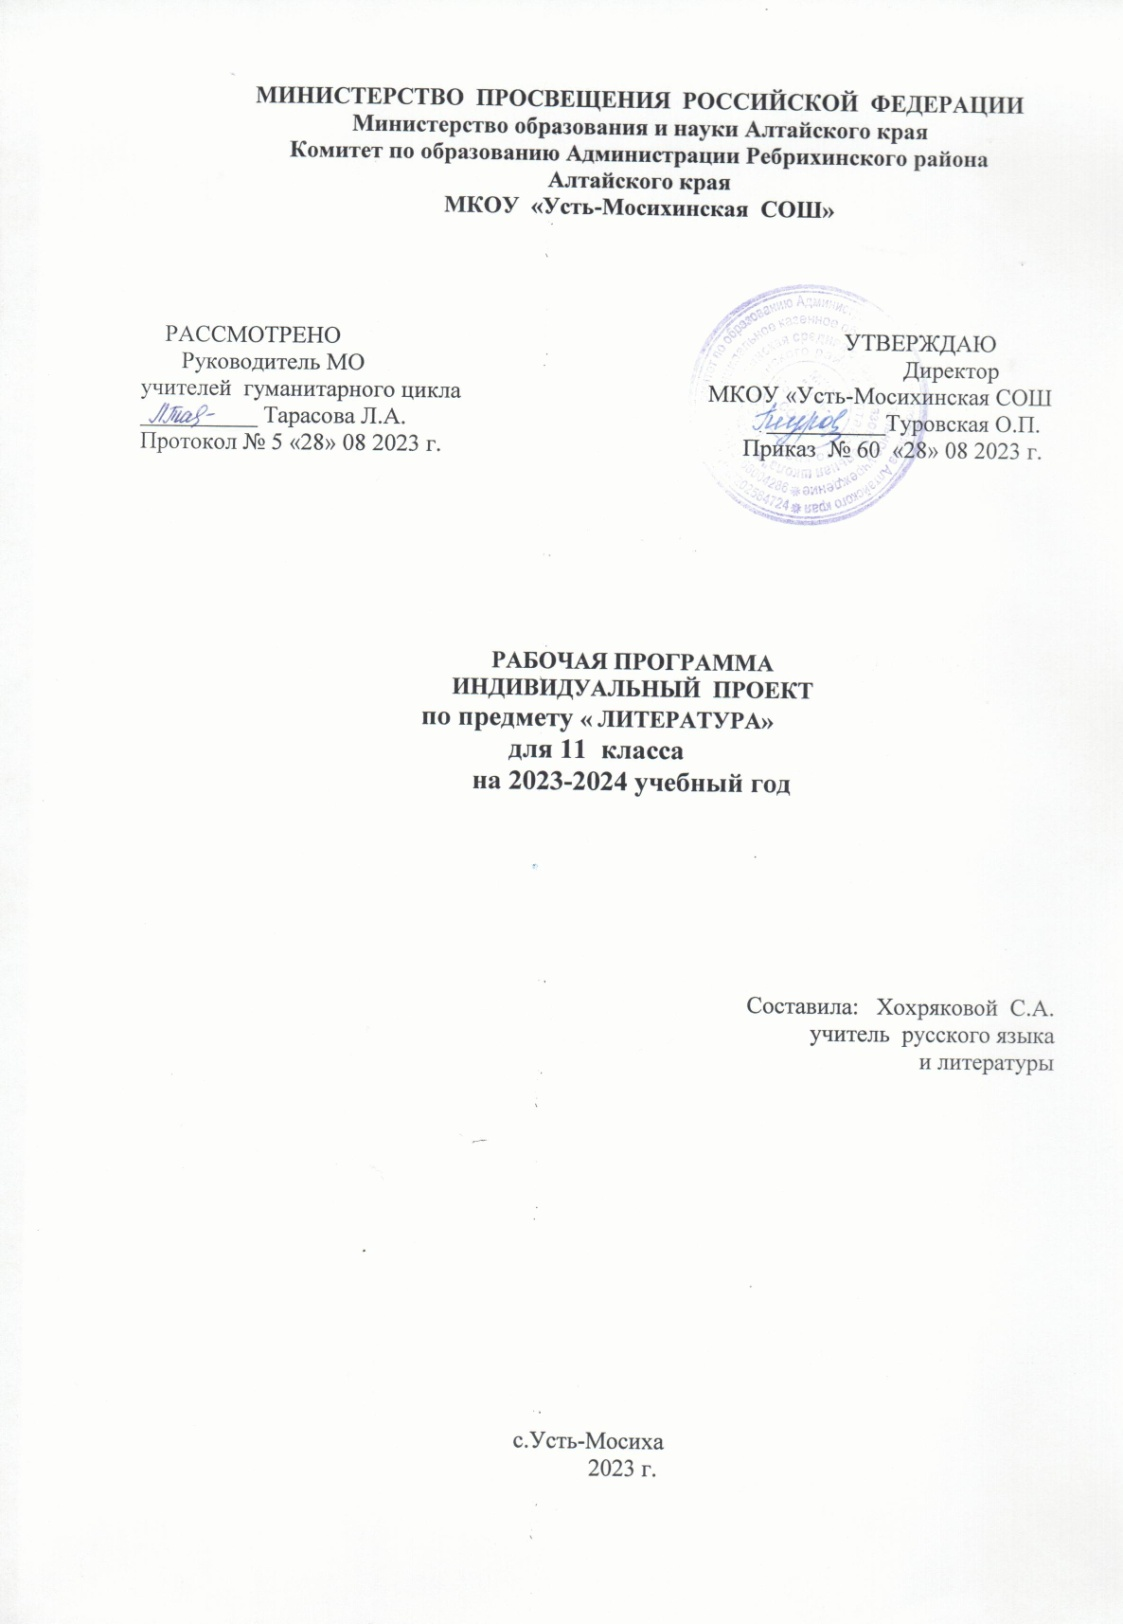 МИНИСТЕРСТВО ПРОСВЕЩЕНИЯ РОССИЙСКОЙ ФЕДЕРАЦИИ
Министерство образования и науки Алтайского края
Комитет по образованию Администрации Ребрихинского района
Алтайского края
МКОУ «Усть-Мосихинская СОШ»
РАССМОТРЕНО
Руководитель МО
учителей гуманитарного цикла
__________ Тарасова Л.А.
Протокол № 5 «28» 08 2023 г.
УТВЕРЖДАЮ
Директор
МКОУ «Усть-Мосихинская СОШ
__________Туровская О.П.
Приказ № 60 «28» 08 2023 г.
РАБОЧАЯ ПРОГРАММА
ИНДИВИДУАЛЬНЫЙ ПРОЕКТ
по предмету « ЛИТЕРАТУРА»
для 11 класса
на 2023-2024 учебный год
Составила: Хохряковой С.А.
учитель русского языка
и литературы
с.Усть-Мосиха
2023 г.